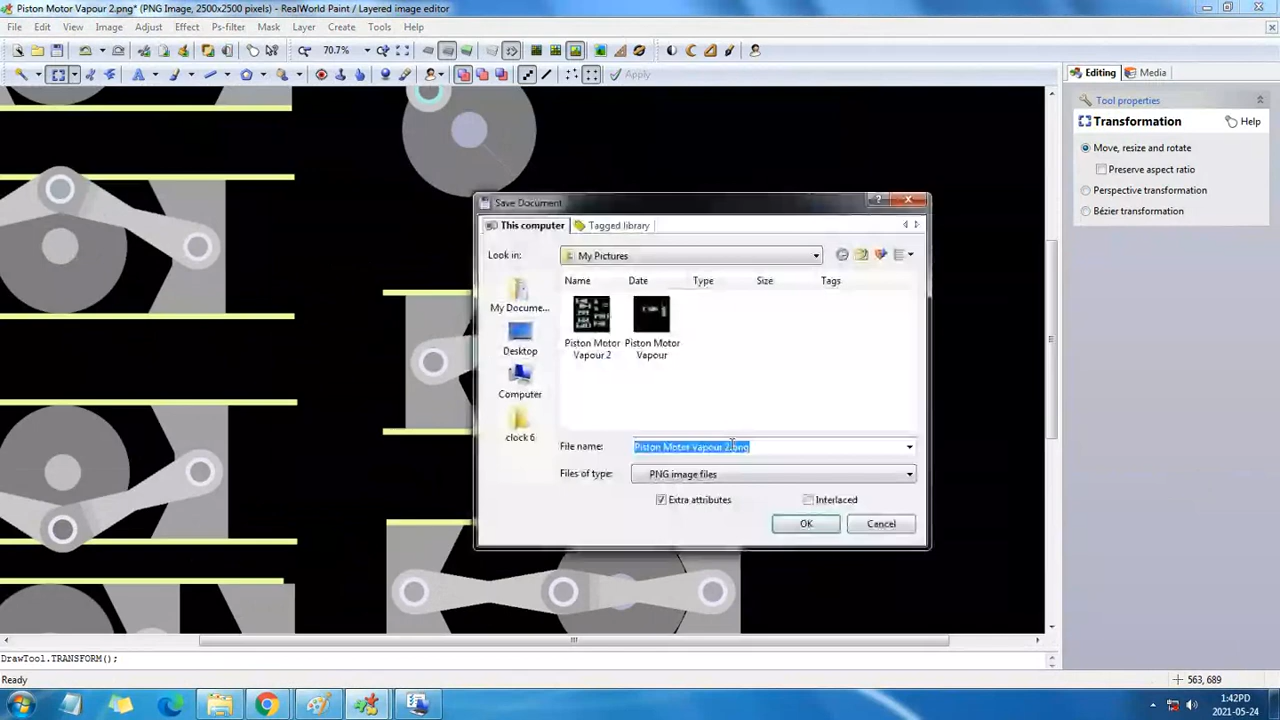 Piston Motor Vapour 2.png* (PNG Image, 2500x2500 pixels) - RealWorld Paint / Layered image editor
File Edit View Image Adjust Effect Ps-filter Mask Layer Create Tools Help
70.7%
Apply
Editing Media
Tool properties
Transformation Help
Move, resize and rotate
Preserve aspect ratio
Perspective transformation
Bézier transformation
Save Document
This computer Tagged library
Look in: My Pictures
Name Date Type Size Tags
My Docume...
Desktop
Computer
clock 6
Piston Motor Vapour 2
Piston Motor Vapour
File name: Piston Motor Vapour 2.png
Files of type: PNG image files
Extra attributes Interlaced
OK Cancel
DrawTool.TRANSFORM();
Ready 563, 689
1:42PD
2021-05-24